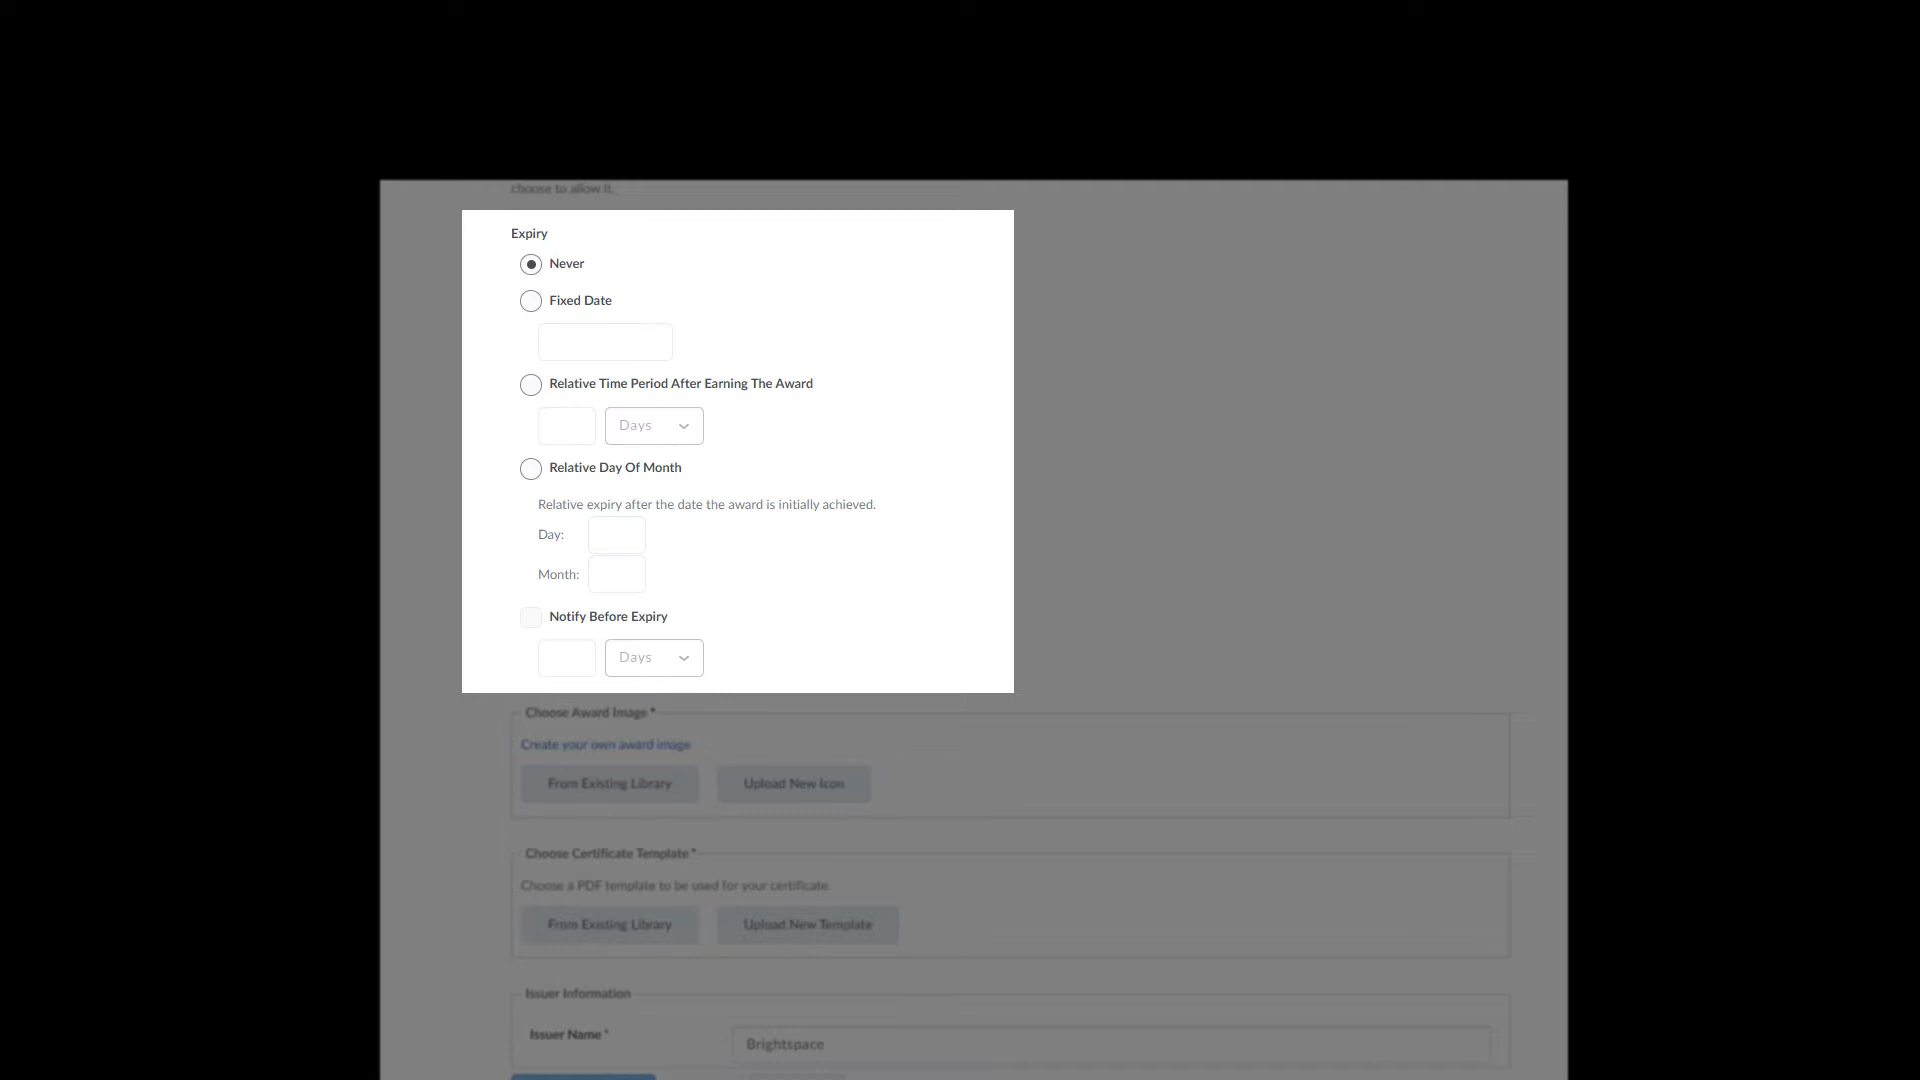 choose to allow it.
Expiry
Never
Fixed Date
Relative Time Period After Earning The Award
Days
Relative Day Of Month
Relative expiry after the date the award is initially achieved.
Day:
Month:
Notify Before Expiry
Days
Choose Award Image *
Create your own award image
From Existing Library Upload New Icon
Choose Certificate Template *
Choose a PDF template to be used for your certificate.
From Existing Library Upload New Template
Issuer Information
Issuer Name * Brightspace